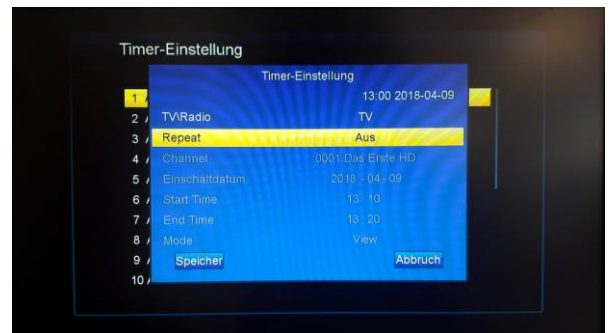 Timer-Einstellung
Timer-Einstellung
13:00 2018-04-09
1 /
2 /
3 /
4 /
5 /
6 /
7 /
8 /
9 /
10 /
TV\Radio TV
Repeat Aus
Channel 0001 Das Erste HD
Einschaltdatum 2018 - 04 - 09
Start Time 13 : 10
End Time 13 : 20
Mode View
Speicher Abbruch